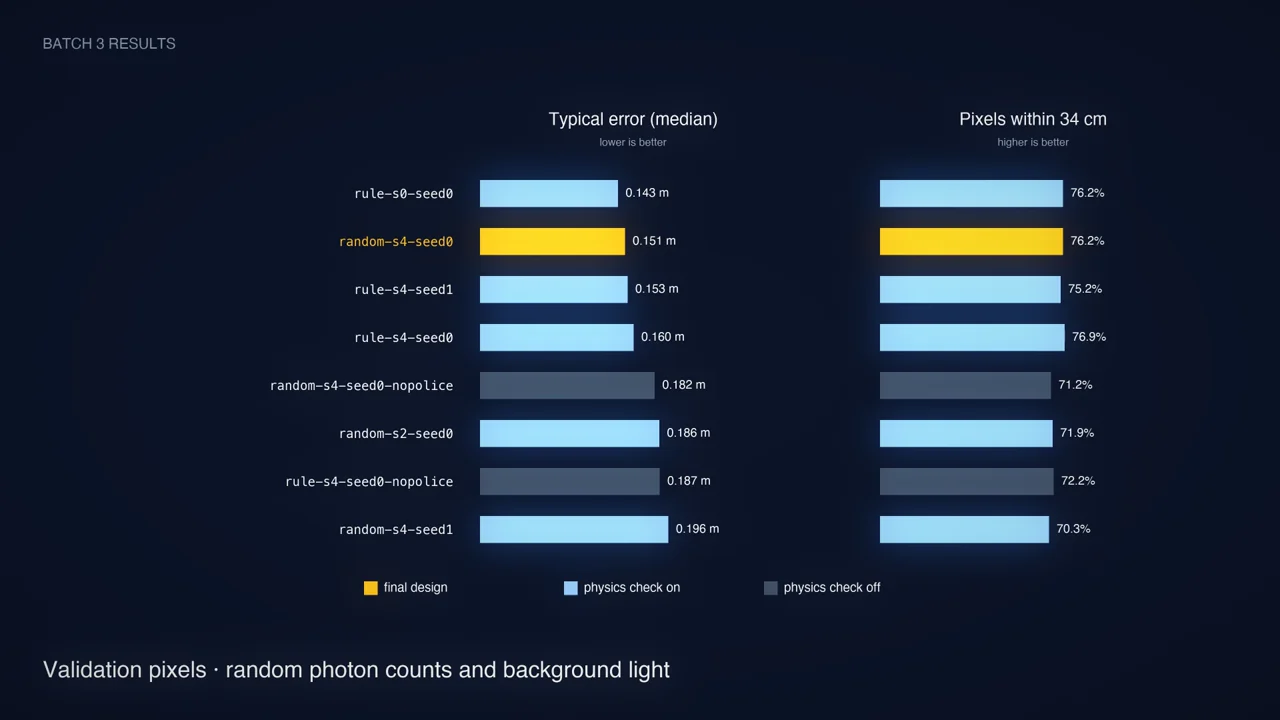 BATCH 3 RESULTS
Typical error (median)
lower is better
Pixels within 34 cm
higher is better
rule-s0-seed0 0.143 m 76.2%
random-s4-seed0 0.151 m 76.2%
rule-s4-seed1 0.153 m 75.2%
rule-s4-seed0 0.160 m 76.9%
random-s4-seed0-nopolice 0.182 m 71.2%
random-s2-seed0 0.186 m 71.9%
rule-s4-seed0-nopolice 0.187 m 72.2%
random-s4-seed1 0.196 m 70.3%
final design physics check on physics check off
Validation pixels · random photon counts and background light